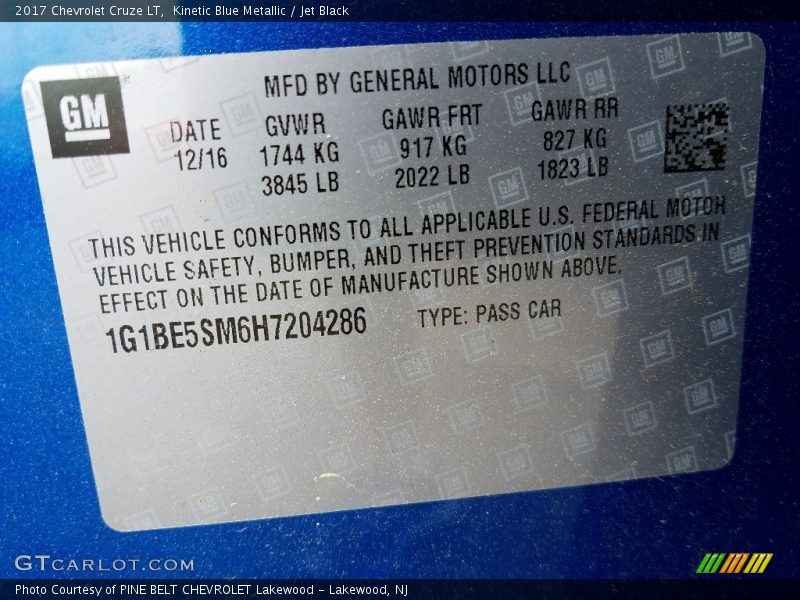 2017 Chevrolet Cruze LT,  Kinetic Blue Metallic / Jet Black
GM
MFD BY GENERAL MOTORS LLC
DATE GVWR GAWR FRT GAWR RR
12/16 1744 KG 917 KG 827 KG
3845 LB 2022 LB 1823 LB
THIS VEHICLE CONFORMS TO ALL APPLICABLE U.S. FEDERAL MOTOR
VEHICLE SAFETY, BUMPER, AND THEFT PREVENTION STANDARDS IN
EFFECT ON THE DATE OF MANUFACTURE SHOWN ABOVE.
1G1BE5SM6H7204286 TYPE: PASS CAR
GTCARLOT.COM
Photo Courtesy of PINE BELT CHEVROLET Lakewood - Lakewood, NJ